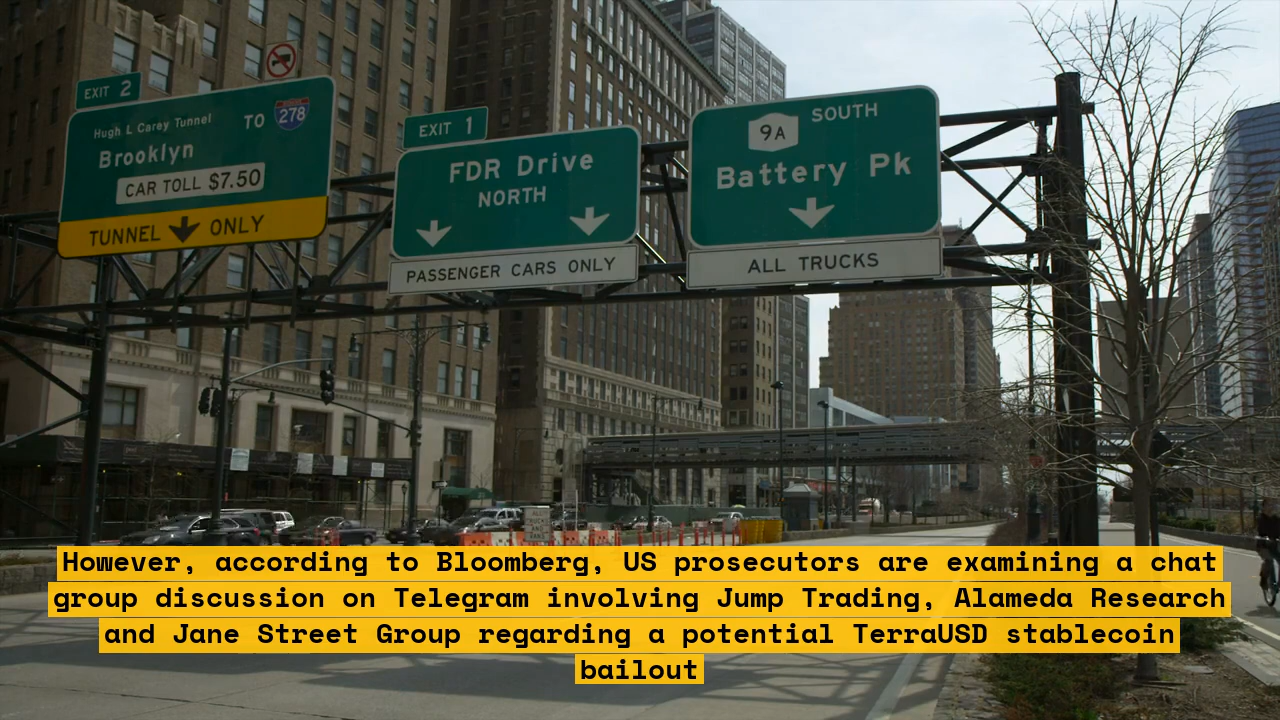 EXIT 2
Hugh L Carey Tunnel
TO 278
Brooklyn
CAR TOLL $7.50
TUNNEL ONLY
EXIT 1
FDR Drive
NORTH
PASSENGER CARS ONLY
9A SOUTH
Battery Pk
ALL TRUCKS
However, according to Bloomberg, US prosecutors are examining a chat
group discussion on Telegram involving Jump Trading, Alameda Research
and Jane Street Group regarding a potential TerraUSD stablecoin
bailout